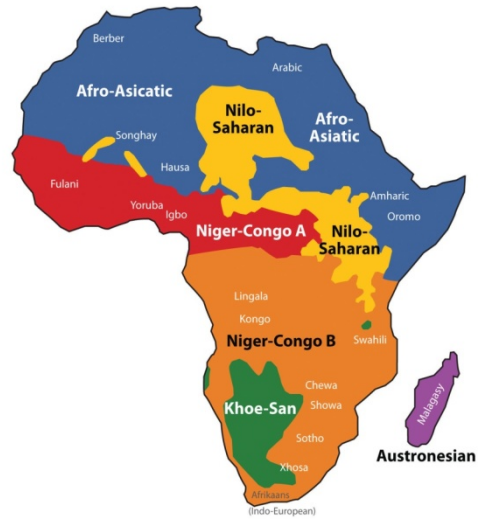 Berber
Arabic
Afro-Asicatic
Nilo-
Saharan
Afro-
Asiatic
Songhay
Hausa
Fulani
Amharic
Yoruba
Igbo
Oromo
Niger-Congo A
Nilo-
Saharan
Lingala
Kongo
Niger-Congo B
Swahili
Chewa
Khoe-San
Showa
Malagasy
Sotho
Austronesian
Xhosa
Afrikaans
(Indo-European)